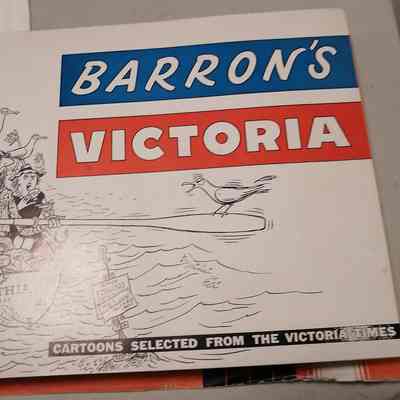 BARRON'S
VICTORIA
CARTOONS SELECTED FROM THE VICTORIA TIMES